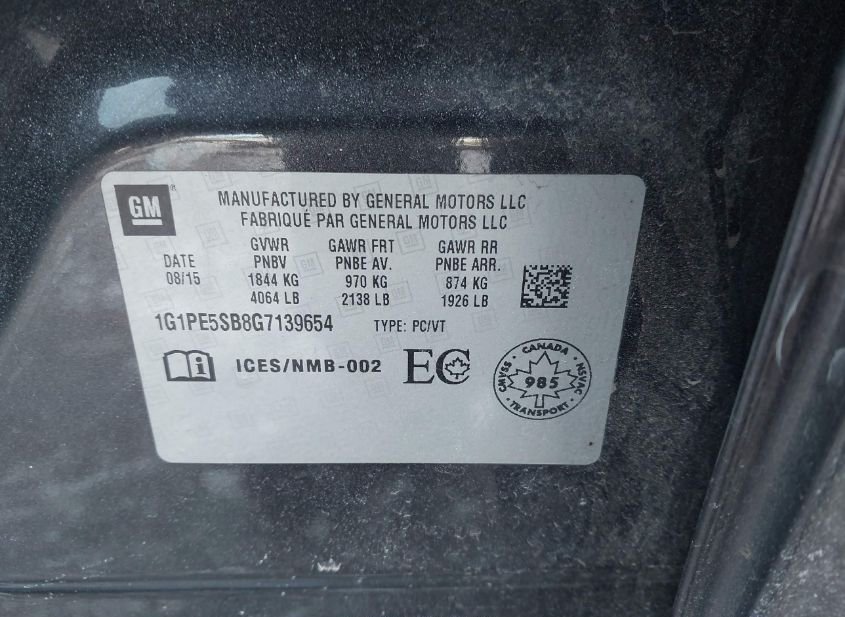 GM®
MANUFACTURED BY GENERAL MOTORS LLC
FABRIQUÉ PAR GENERAL MOTORS LLC
GVWR GAWR FRT GAWR RR
DATE PNBV PNBE AV. PNBE ARR.
08/15 1844 KG 970 KG 874 KG
4064 LB 2138 LB 1926 LB
1G1PE5SB8G7139654 TYPE: PC/VT
ICES/NMB-002 EC
CANADA
CMVSS 985 NSVAC
TRANSPORT